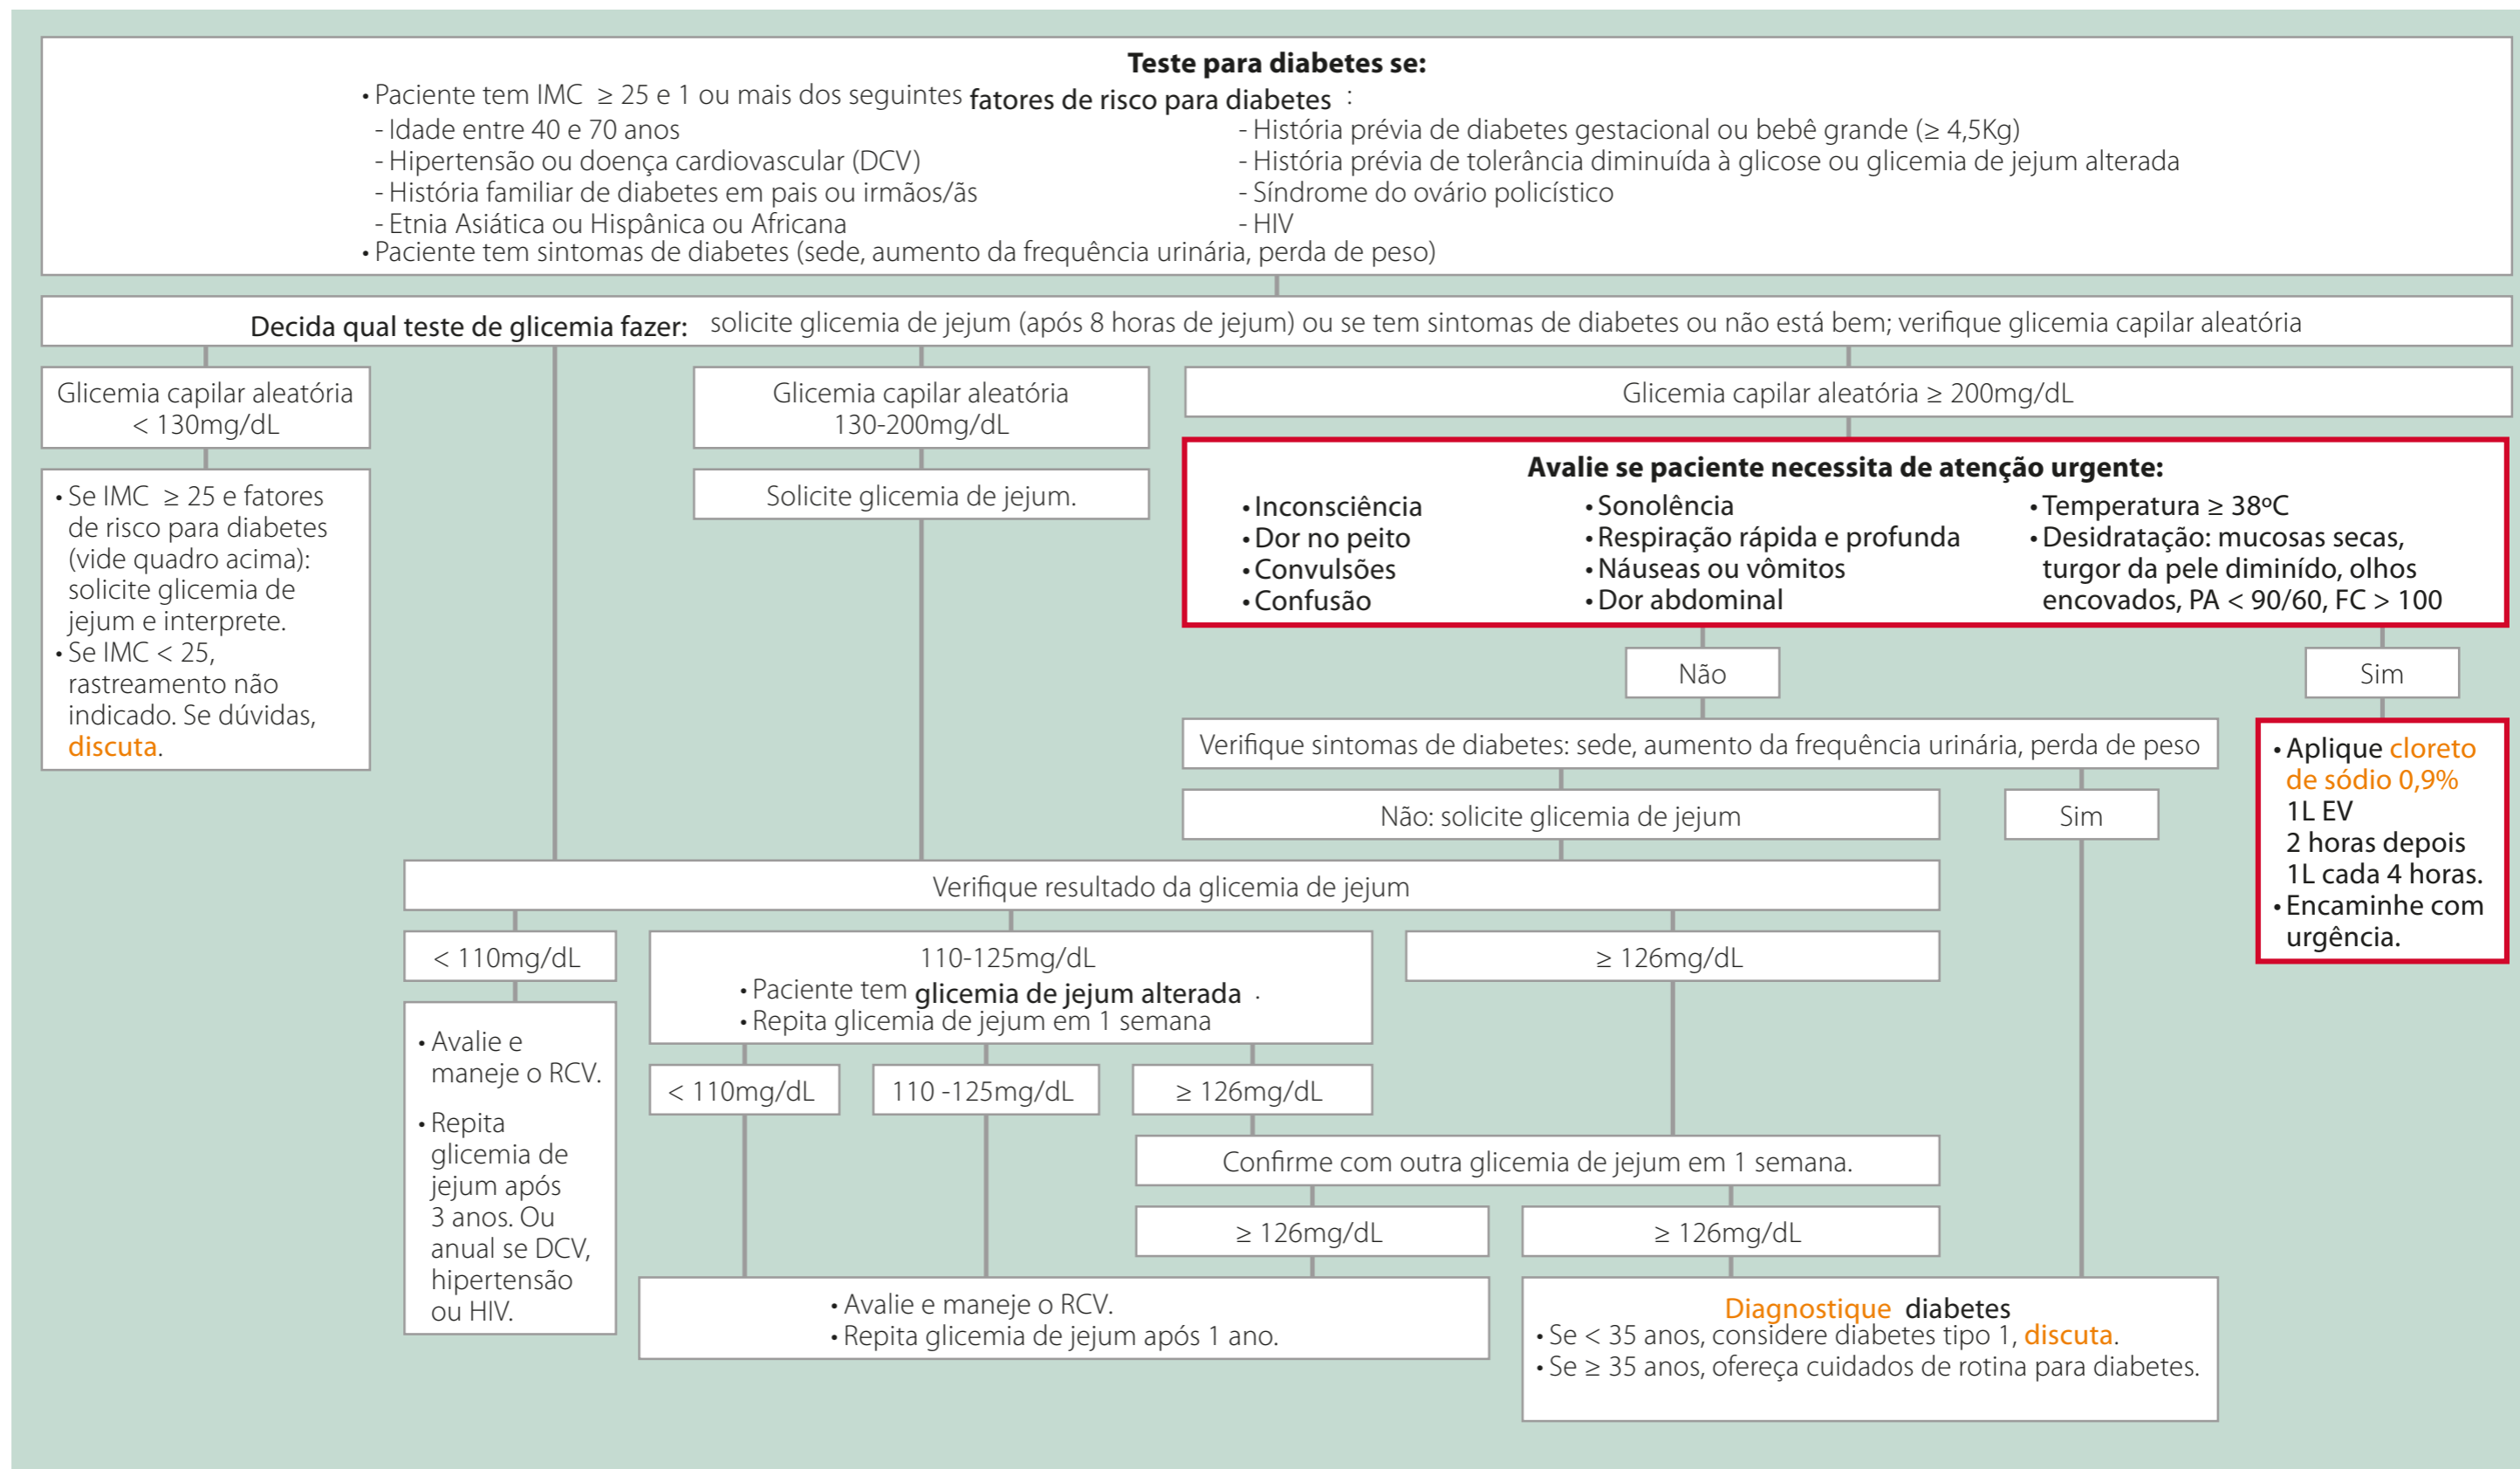 Teste para diabetes se:
• Paciente tem IMC ≥ 25 e 1 ou mais dos seguintes fatores de risco para diabetes :
- Idade entre 40 e 70 anos
- Hipertensão ou doença cardiovascular (DCV)
- História familiar de diabetes em pais ou irmãos/ãs
- Etnia Asiática ou Hispânica ou Africana
- História prévia de diabetes gestacional ou bebê grande (≥ 4,5Kg)
- História prévia de tolerância diminuída à glicose ou glicemia de jejum alterada
- Síndrome do ovário policístico
- HIV
• Paciente tem sintomas de diabetes (sede, aumento da frequência urinária, perda de peso)
Decida qual teste de glicemia fazer: solicite glicemia de jejum (após 8 horas de jejum) ou se tem sintomas de diabetes ou não está bem; verifique glicemia capilar aleatória
Glicemia capilar aleatória
< 130mg/dL
• Se IMC ≥ 25 e fatores
de risco para diabetes
(vide quadro acima):
solicite glicemia de
jejum e interprete.
• Se IMC < 25,
rastreamento não
indicado. Se dúvidas,
discuta.
Glicemia capilar aleatória
130-200mg/dL
Solicite glicemia de jejum.
Glicemia capilar aleatória ≥ 200mg/dL
Avalie se paciente necessita de atenção urgente:
• Inconsciência
• Dor no peito
• Convulsões
• Confusão
• Sonolência
• Respiração rápida e profunda
• Náuseas ou vômitos
• Dor abdominal
• Temperatura ≥ 38ºC
• Desidratação: mucosas secas,
turgor da pele diminído, olhos
encovados, PA < 90/60, FC > 100
Não
Sim
Verifique sintomas de diabetes: sede, aumento da frequência urinária, perda de peso
• Aplique cloreto
de sódio 0,9%
1L EV
2 horas depois
1L cada 4 horas.
• Encaminhe com
urgência.
Não: solicite glicemia de jejum
Sim
Verifique resultado da glicemia de jejum
< 110mg/dL
• Avalie e
maneje o RCV.
• Repita
glicemia de
jejum após
3 anos. Ou
anual se DCV,
hipertensão
ou HIV.
110-125mg/dL
• Paciente tem glicemia de jejum alterada .
• Repita glicemia de jejum em 1 semana
≥ 126mg/dL
< 110mg/dL
110 -125mg/dL
≥ 126mg/dL
Confirme com outra glicemia de jejum em 1 semana.
≥ 126mg/dL
≥ 126mg/dL
• Avalie e maneje o RCV.
• Repita glicemia de jejum após 1 ano.
Diagnostique diabetes
• Se < 35 anos, considere diabetes tipo 1, discuta.
• Se ≥ 35 anos, ofereça cuidados de rotina para diabetes.